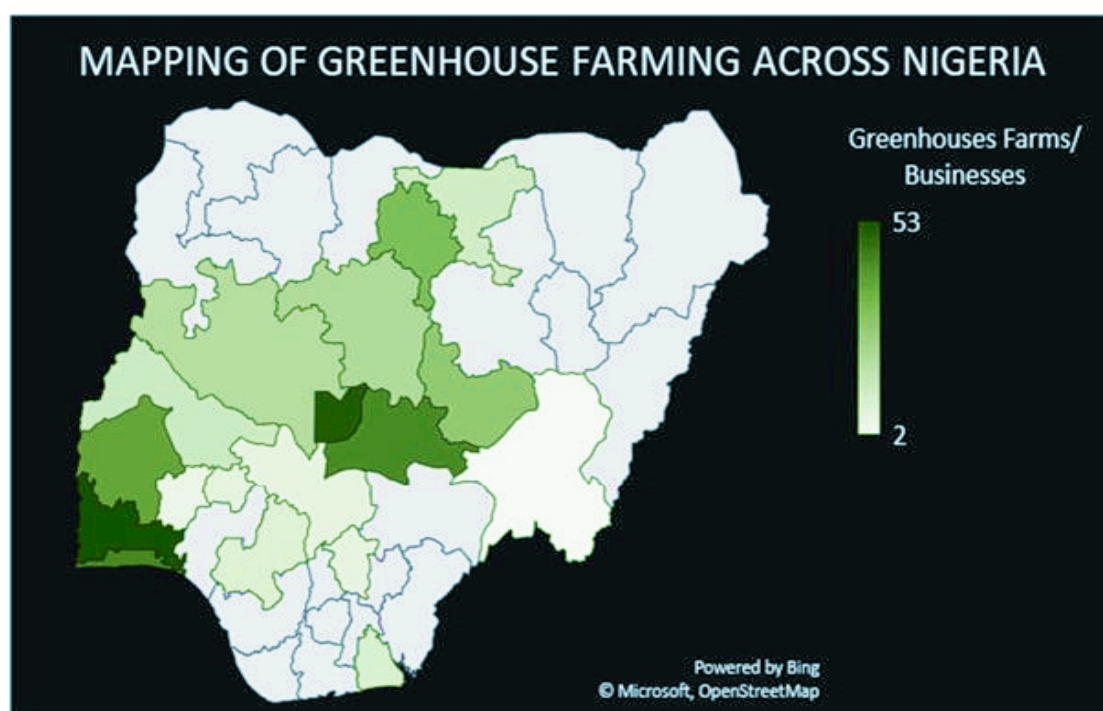 MAPPING OF GREENHOUSE FARMING ACROSS NIGERIA
Greenhouses Farms/
Businesses
53
2
Powered by Bing
© Microsoft, OpenStreetMap